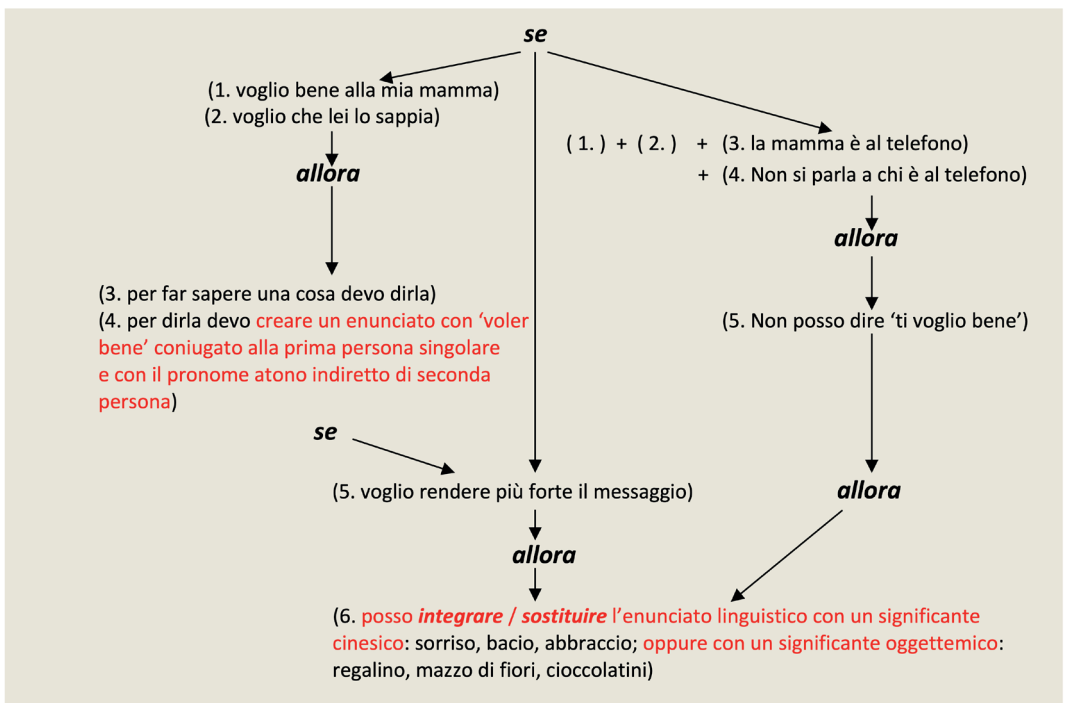 se
(1. voglio bene alla mia mamma)
(2. voglio che lei lo sappia)
allora
(3. per far sapere una cosa devo dirla)
(4. per dirla devo creare un enunciato con ‘voler
bene’ coniugato alla prima persona singolare
e con il pronome atono indiretto di seconda
persona)
se
(5. voglio rendere più forte il messaggio)
allora
( 1. ) + ( 2. ) + (3. la mamma è al telefono)
+ (4. Non si parla a chi è al telefono)
allora
(5. Non posso dire ‘ti voglio bene’)
allora
(6. posso integrare / sostituire l’enunciato linguistico con un significante
cinesico: sorriso, bacio, abbraccio; oppure con un significante oggettemico:
regalino, mazzo di fiori, cioccolatini)